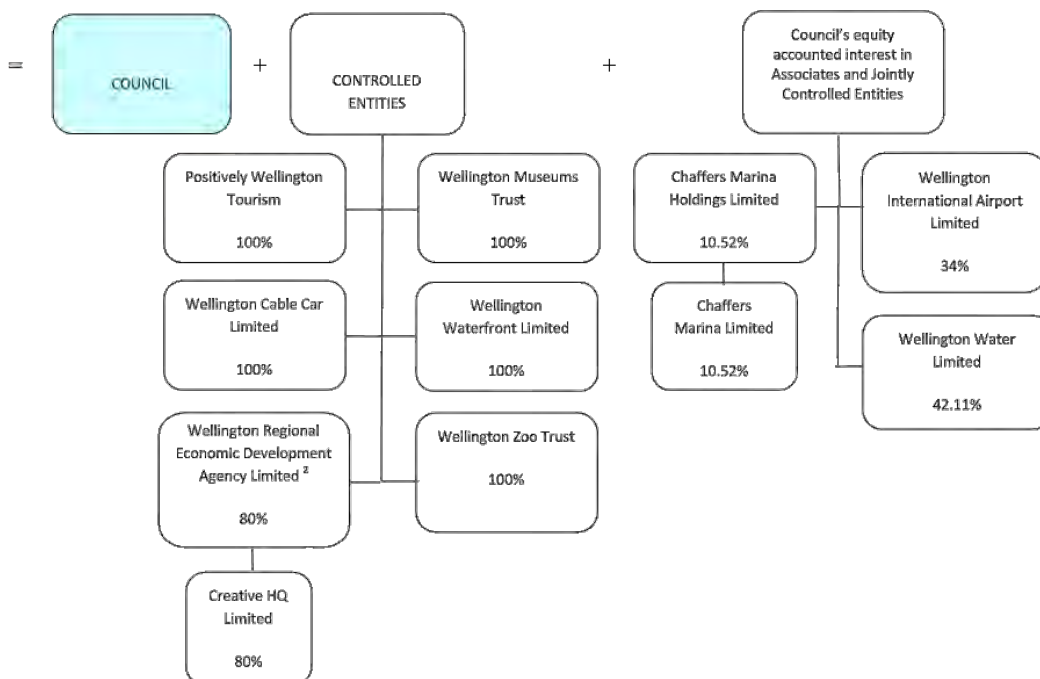 =
COUNCIL
+
CONTROLLED
ENTITIES
+
Council's equity
accounted interest in
Associates and Jointly
Controlled Entities
Positively Wellington
Tourism
100%
Wellington Museums
Trust
100%
Chaffers Marina
Holdings Limited
10.52%
Wellington
International Airport
Limited
34%
Wellington Cable Car
Limited
100%
Wellington
Waterfront Limited
100%
Chaffers
Marina Limited
10.52%
Wellington Water
Limited
42.11%
Wellington Regional
Economic Development
Agency Limited ²
80%
Wellington Zoo Trust
100%
Creative HQ
Limited
80%